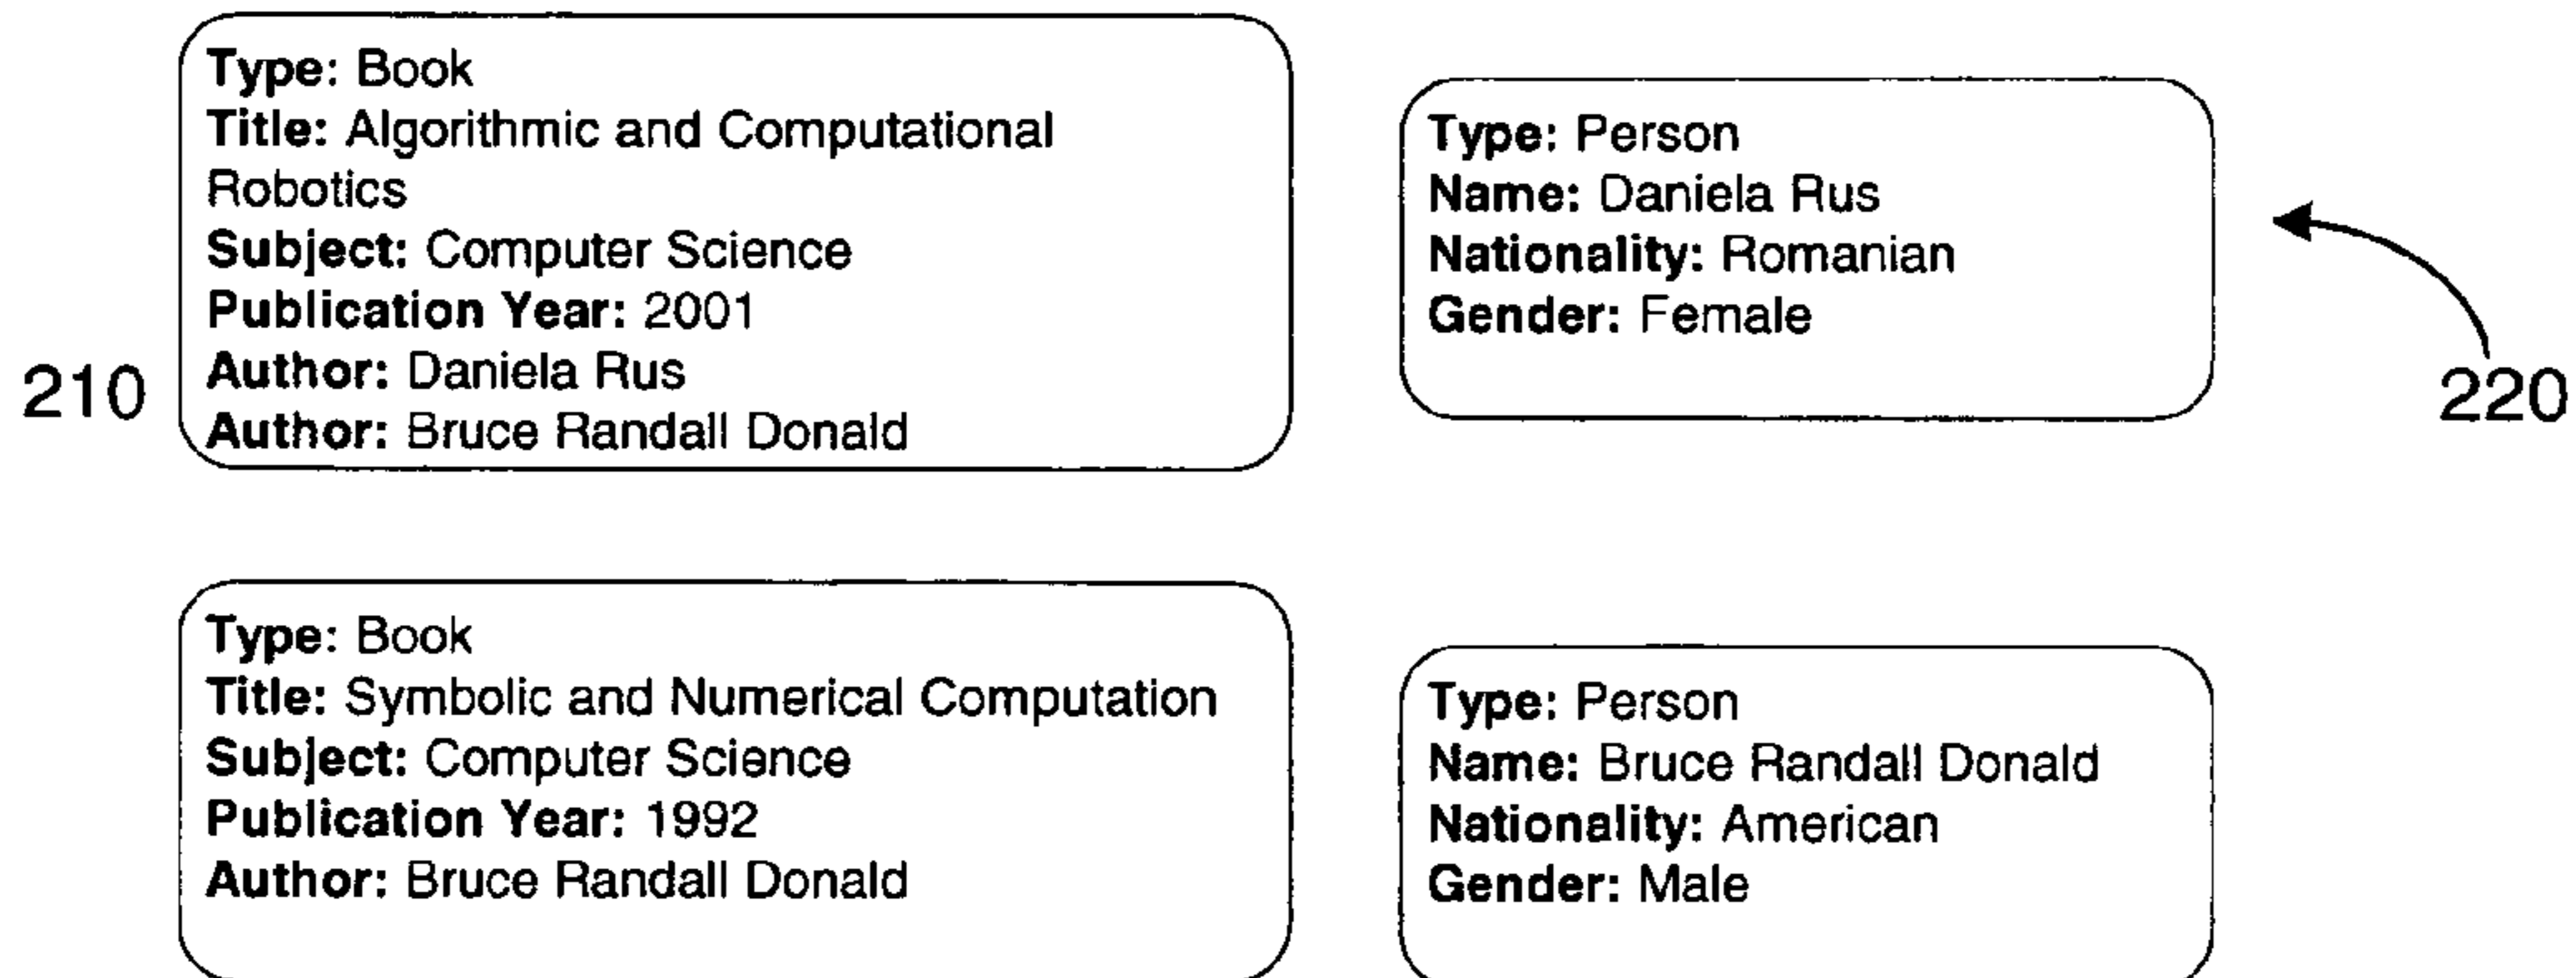 Type: Book
Title: Algorithmic and Computational
Robotics
Subject: Computer Science
Publication Year: 2001
Author: Daniela Rus
Author: Bruce Randall Donald
210
Type: Person
Name: Daniela Rus
Nationality: Romanian
Gender: Female
220
Type: Book
Title: Symbolic and Numerical Computation
Subject: Computer Science
Publication Year: 1992
Author: Bruce Randall Donald
Type: Person
Name: Bruce Randall Donald
Nationality: American
Gender: Male